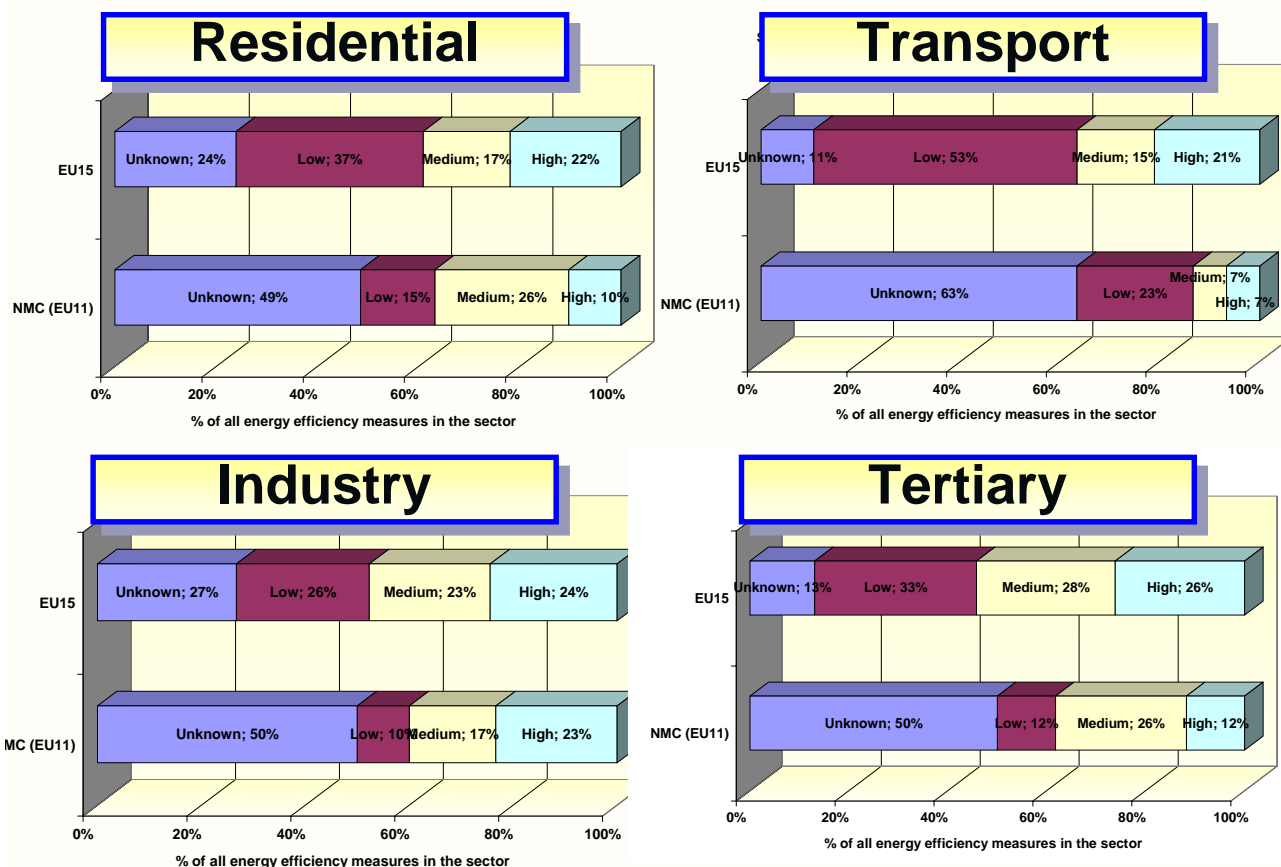 Residential
EU15
Unknown; 24%
Low; 37%
Medium; 17%
High; 22%
NMC (EU11)
Unknown; 49%
Low; 15%
Medium; 26%
High; 10%
0%
20%
40%
60%
80%
100%
% of all energy efficiency measures in the sector
Transport
EU15
Unknown; 11%
Low; 53%
Medium; 15%
High; 21%
NMC (EU11)
Unknown; 63%
Low; 23%
Medium; 7%
High; 7%
0%
20%
40%
60%
80%
100%
% of all energy efficiency measures in the sector
Industry
EU15
Unknown; 27%
Low; 26%
Medium; 23%
High; 24%
MC (EU11)
Unknown; 50%
Low; 10%
Medium; 17%
High; 23%
0%
20%
40%
60%
80%
100%
% of all energy efficiency measures in the sector
Tertiary
EU15
Unknown; 13%
Low; 33%
Medium; 28%
High; 26%
NMC (EU11)
Unknown; 50%
Low; 12%
Medium; 26%
High; 12%
0%
20%
40%
60%
80%
100%
% of all energy efficiency measures in the sector